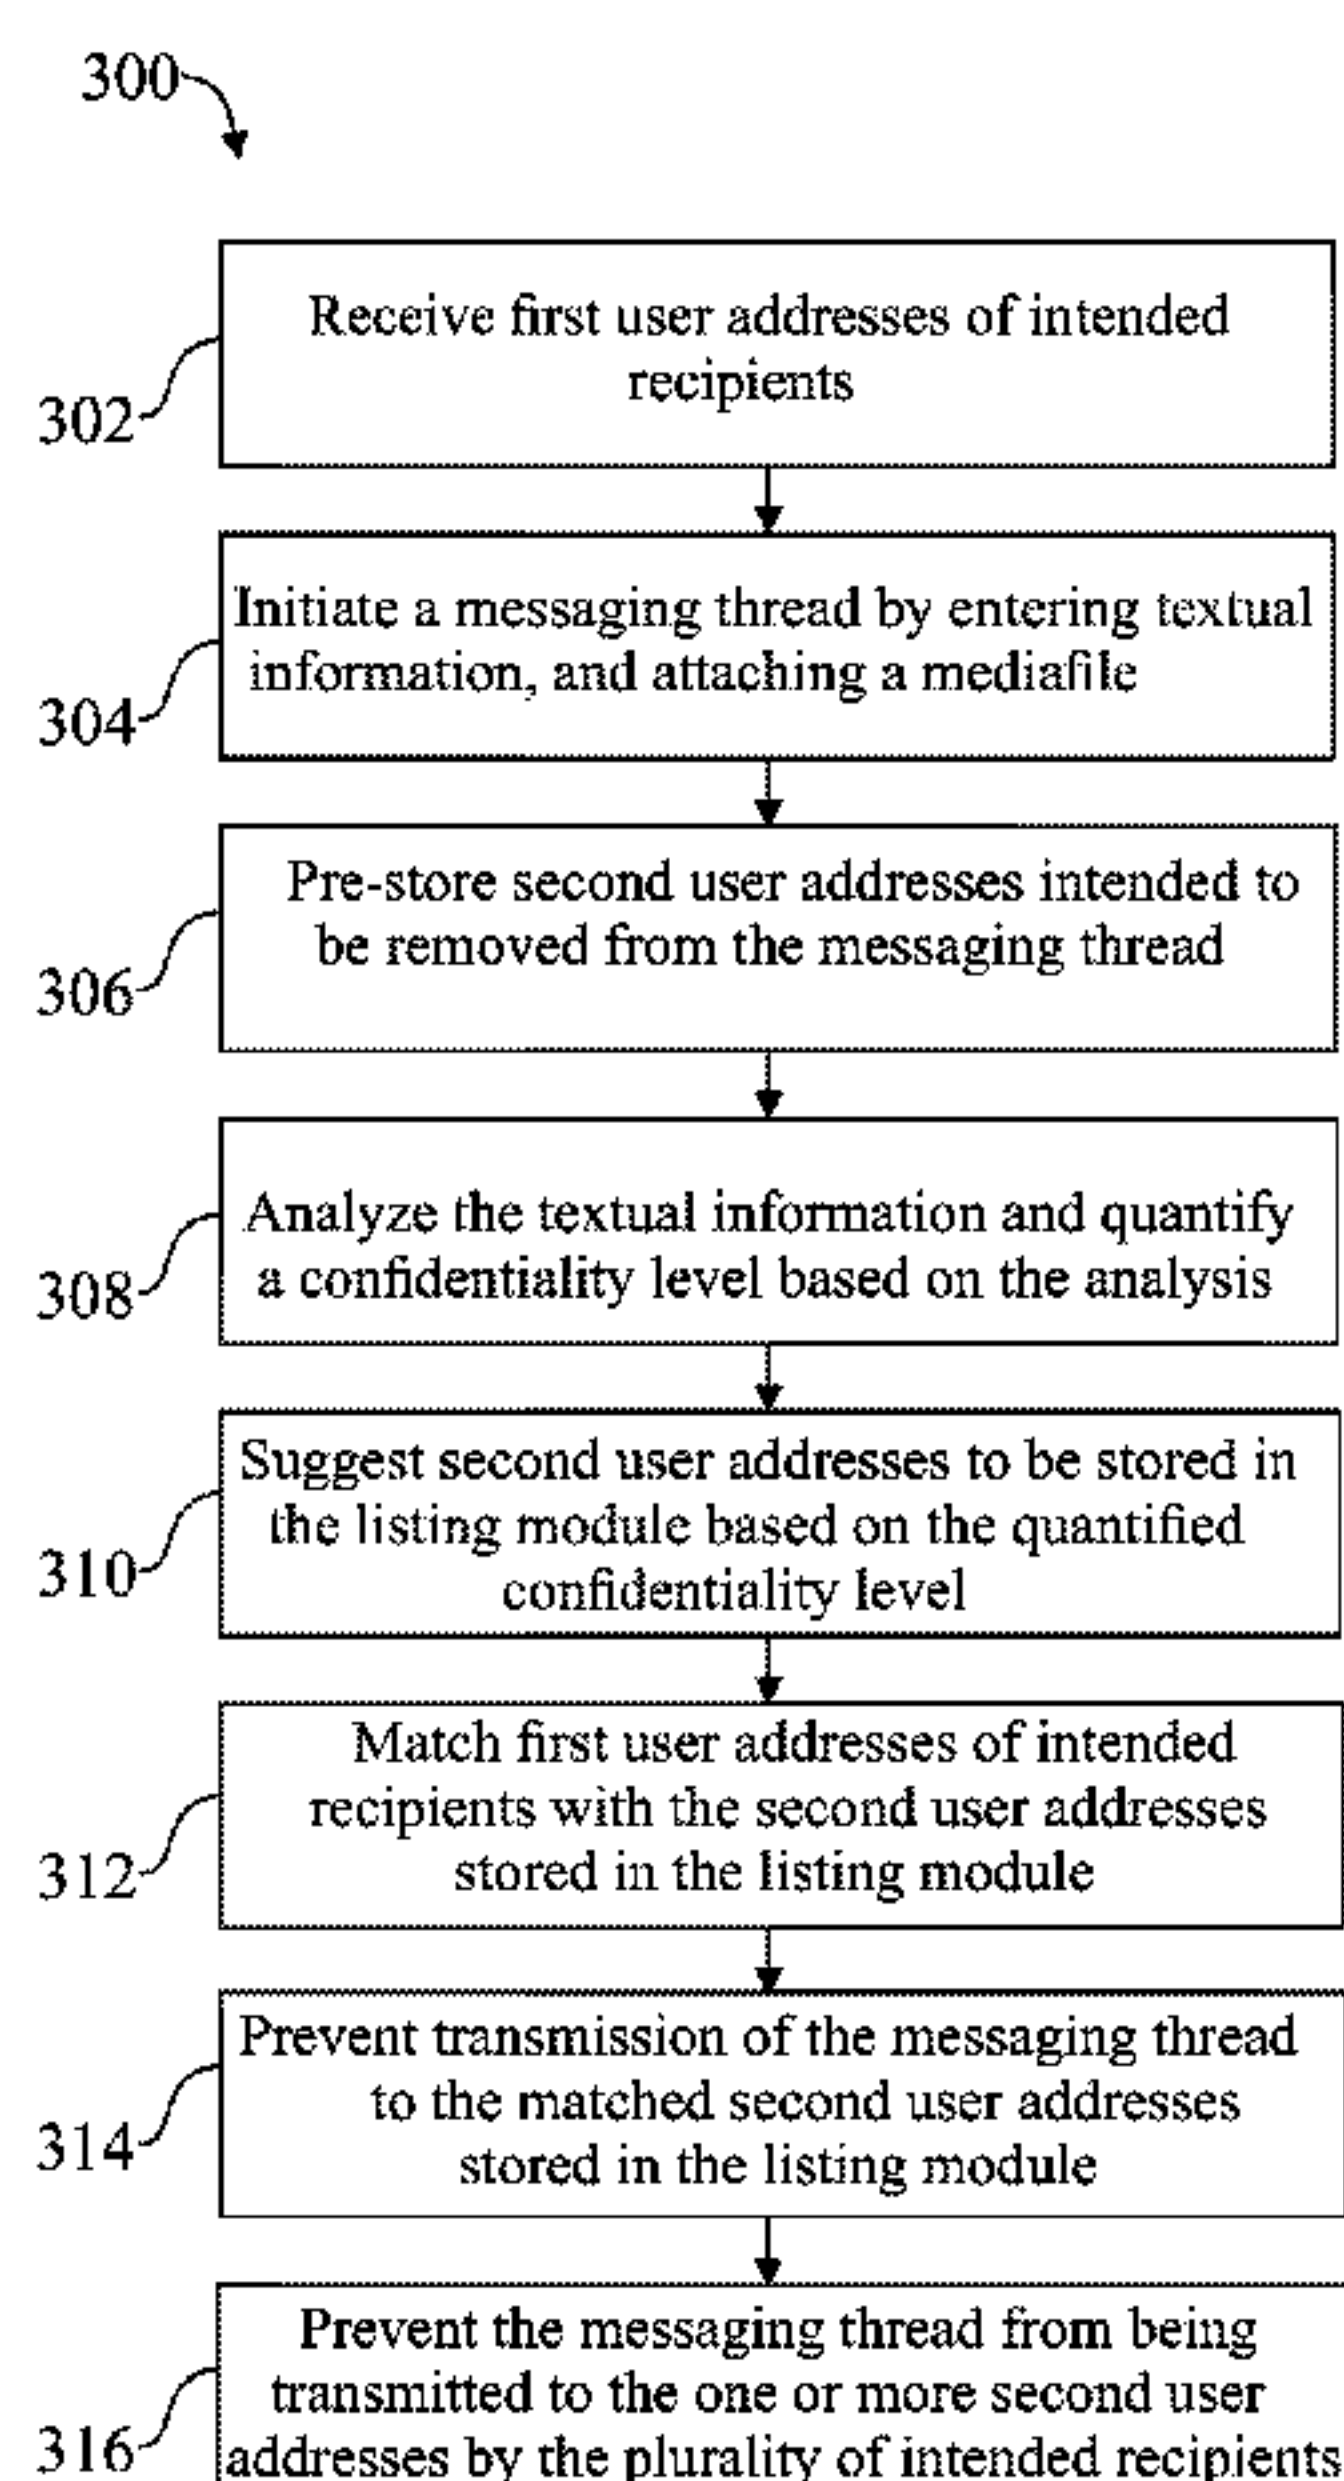 300
Receive first user addresses of intended
recipients
302
Initiate a messaging thread by entering textual
information, and attaching a mediafile
304
Pre-store second user addresses intended to
be removed from the messaging thread
306
Analyze the textual information and quantify
a confidentiality level based on the analysis
308
Suggest second user addresses to be stored in
the listing module based on the quantified
confidentiality level
310
Match first user addresses of intended
recipients with the second user addresses
stored in the listing module
312
Prevent transmission of the messaging thread
to the matched second user addresses
stored in the listing module
314
Prevent the messaging thread from being
transmitted to the one or more second user
addresses by the plurality of intended recipients
316